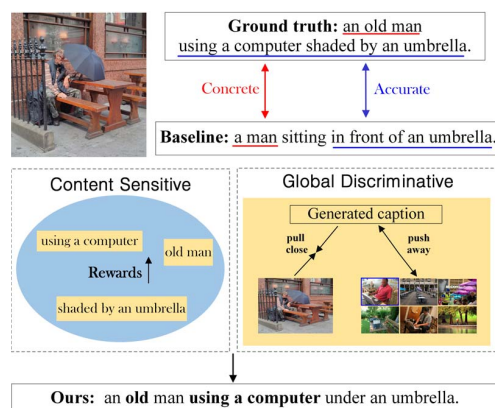 Ground truth: an old man
using a computer shaded by an umbrella.
Concrete
Accurate
Baseline: a man sitting in front of an umbrella.
Content Sensitive
using a computer
old man
Rewards
shaded by an umbrella
Global Discriminative
Generated caption
pull
close
push
away
Ours: an old man using a computer under an umbrella.